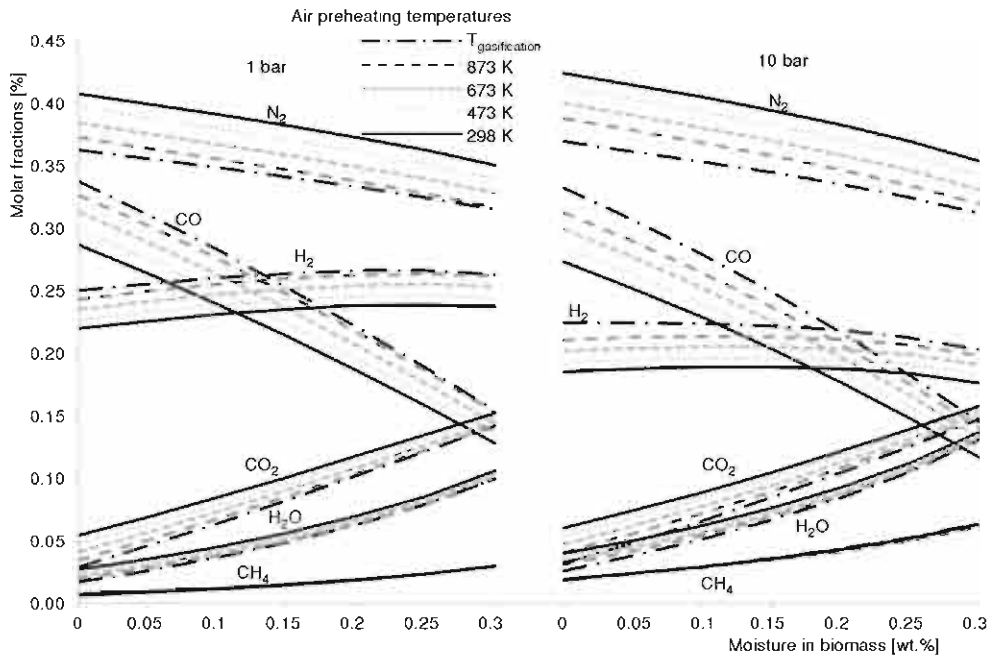 Air preheating temperatures
T gasification
873 K
673 K
473 K
298 K
1 bar
10 bar
Molar fractions [%]
0.45
0.40
0.35
0.30
0.25
0.20
0.15
0.10
0.05
0.00
N2
CO
H2
CO2
H2O
CH4
N2
CO
H2
CO2
H2O
CH4
0 0.05 0.1 0.15 0.2 0.25 0.3
0 0.05 0.1 0.15 0.2 0.25 0.3
Moisture in biomass [wt.%]